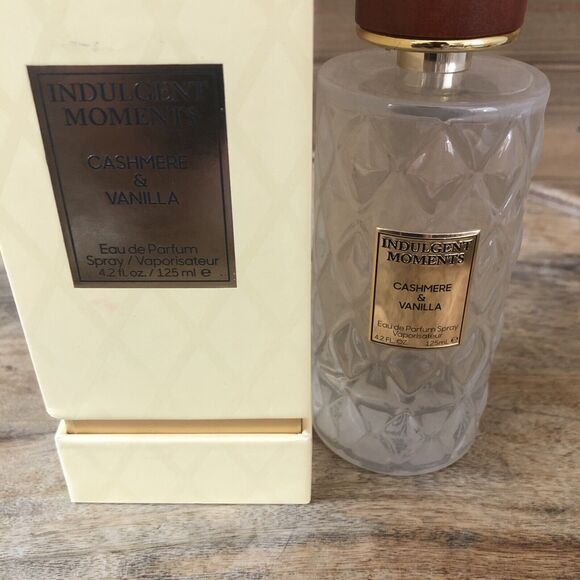 INDULGENT
MOMENTS
CASHMERE
&
VANILLA
Eau de Parfum
Spray / Vaporisateur
4.2 fl. oz. / 125 ml e
INDULGENT
MOMENTS
CASHMERE
&
VANILLA
Eau de Parfum Spray
Vaporisateur
4.2 FL. OZ. 125mL e